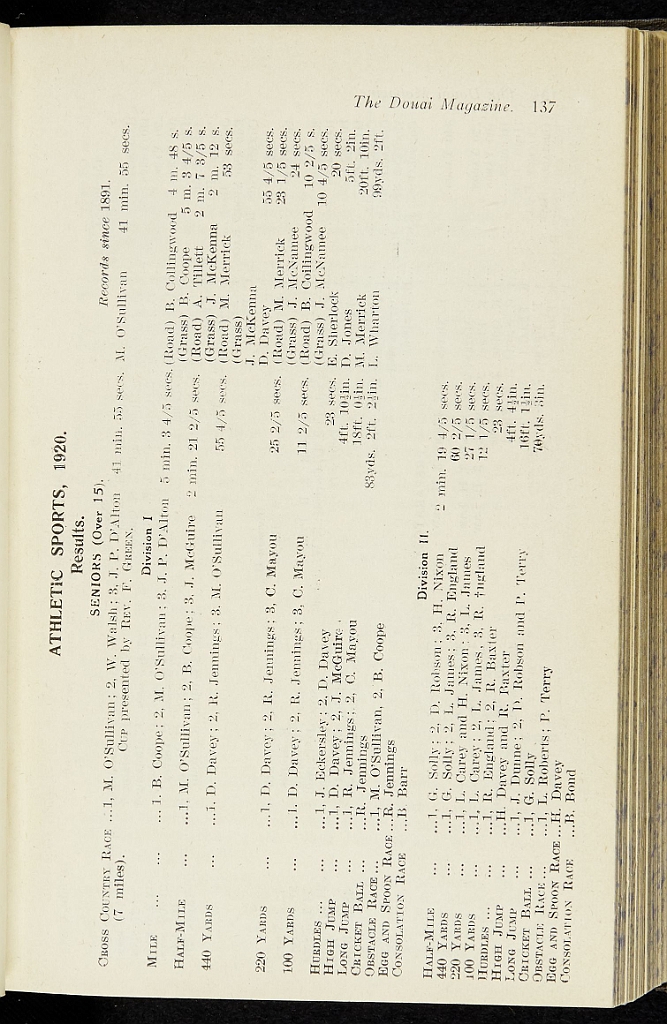 The Douai Magazine. 137
ATHLETIC SPORTS, 1920.
Results.
SENIORS (Over 15).
Records since 1891.
CROSS COUNTRY RACE ...1, M. O'Sullivan; 2, W. Walsh; 3, J. P. D'Alton 41 min. 55 secs. M. O'Sullivan 41 min. 55 secs.
(7 miles). CUP presented by REV. F. GREEN.
Division I
MILE ... ... ...1, B. Coope; 2, M. O'Sullivan; 3, J. P. D'Alton 5 min. 3 4/5 secs. (Road) B. Collingwood 4 m. 48 s.
(Grass) B. Coope 5 m. 3 4/5 s.
HALF-MILE ... ...1, M. O'Sullivan; 2, B. Coope; 3, J. McGuire 2 min. 21 2/5 secs. (Road) A. Tillett 2 m. 7 3/5 s.
(Grass) J. McKenna 2 m. 12 s.
440 YARDS ... ...1, D. Davey; 2, R. Jennings; 3, M. O'Sullivan 55 4/5 secs. (Road) M. Merrick 53 secs.
(Grass)
J. McKenna
D. Davey 55 4/5 secs.
220 YARDS ... ...1, D. Davey; 2, R. Jennings; 3, C. Mayou 25 2/5 secs. (Road) M. Merrick 23 1/5 secs.
(Grass) J. McNamee 24 secs.
100 YARDS ... ...1, D. Davey; 2, R. Jennings; 3, C. Mayou 11 2/5 secs. (Road) B. Collingwood 10 2/5 s.
(Grass) J. McNamee 10 4/5 secs.
HURDLES ... ... ...1, J. Eckersley; 2, D. Davey 23 secs. E. Sherlock 20 secs.
HIGH JUMP ... ...1, D. Davey; 2, J. McGuire 4ft. 10½in. D. Jones 5ft. 2in.
LONG JUMP ... ...1, R. Jennings; 2, C. Mayou 18ft. 0¼in. M. Merrick 20ft. 10in.
CRICKET BALL ... ...R. Jennings 83yds. 2ft. 2½in. L. Wharton 99yds. 2ft.
OBSTACLE RACE ... ...1, M. O'Sullivan, 2, B. Coope
EGG AND SPOON RACE ...R. Jennings
CONSOLATION RACE ...B. Barr
Division II.
HALF-MILE ... ...1, G. Solly; 2, D. Robson; 3, H. Nixon 2 min. 19 4/5 secs.
440 YARDS ... ...1, G. Solly; 2, L. James; 3, R. England 60 2/5 secs.
220 YARDS ... ...1, L. Carey and H. Nixon; 3, L. James 27 1/5 secs.
100 YARDS ... ...1, L. Carey; 2, L. James, 3, R. England 12 1/5 secs.
HURDLES ... ... ...1, R. England; 2, R. Baxter 23 secs.
HIGH JUMP ... ...H. Davey and R. Baxter 4ft. 4½in.
LONG JUMP ... ...1, J. Dunne; 2, D. Robson and P. Terry 16ft. 1½in.
CRICKET BALL ... ...1, G. Solly 70yds. 3in.
OBSTACLE RACE ... ...1, L. Roberts; P. Terry
EGG AND SPOON RACE ...H. Davey
CONSOLATION RACE ...B. Bond